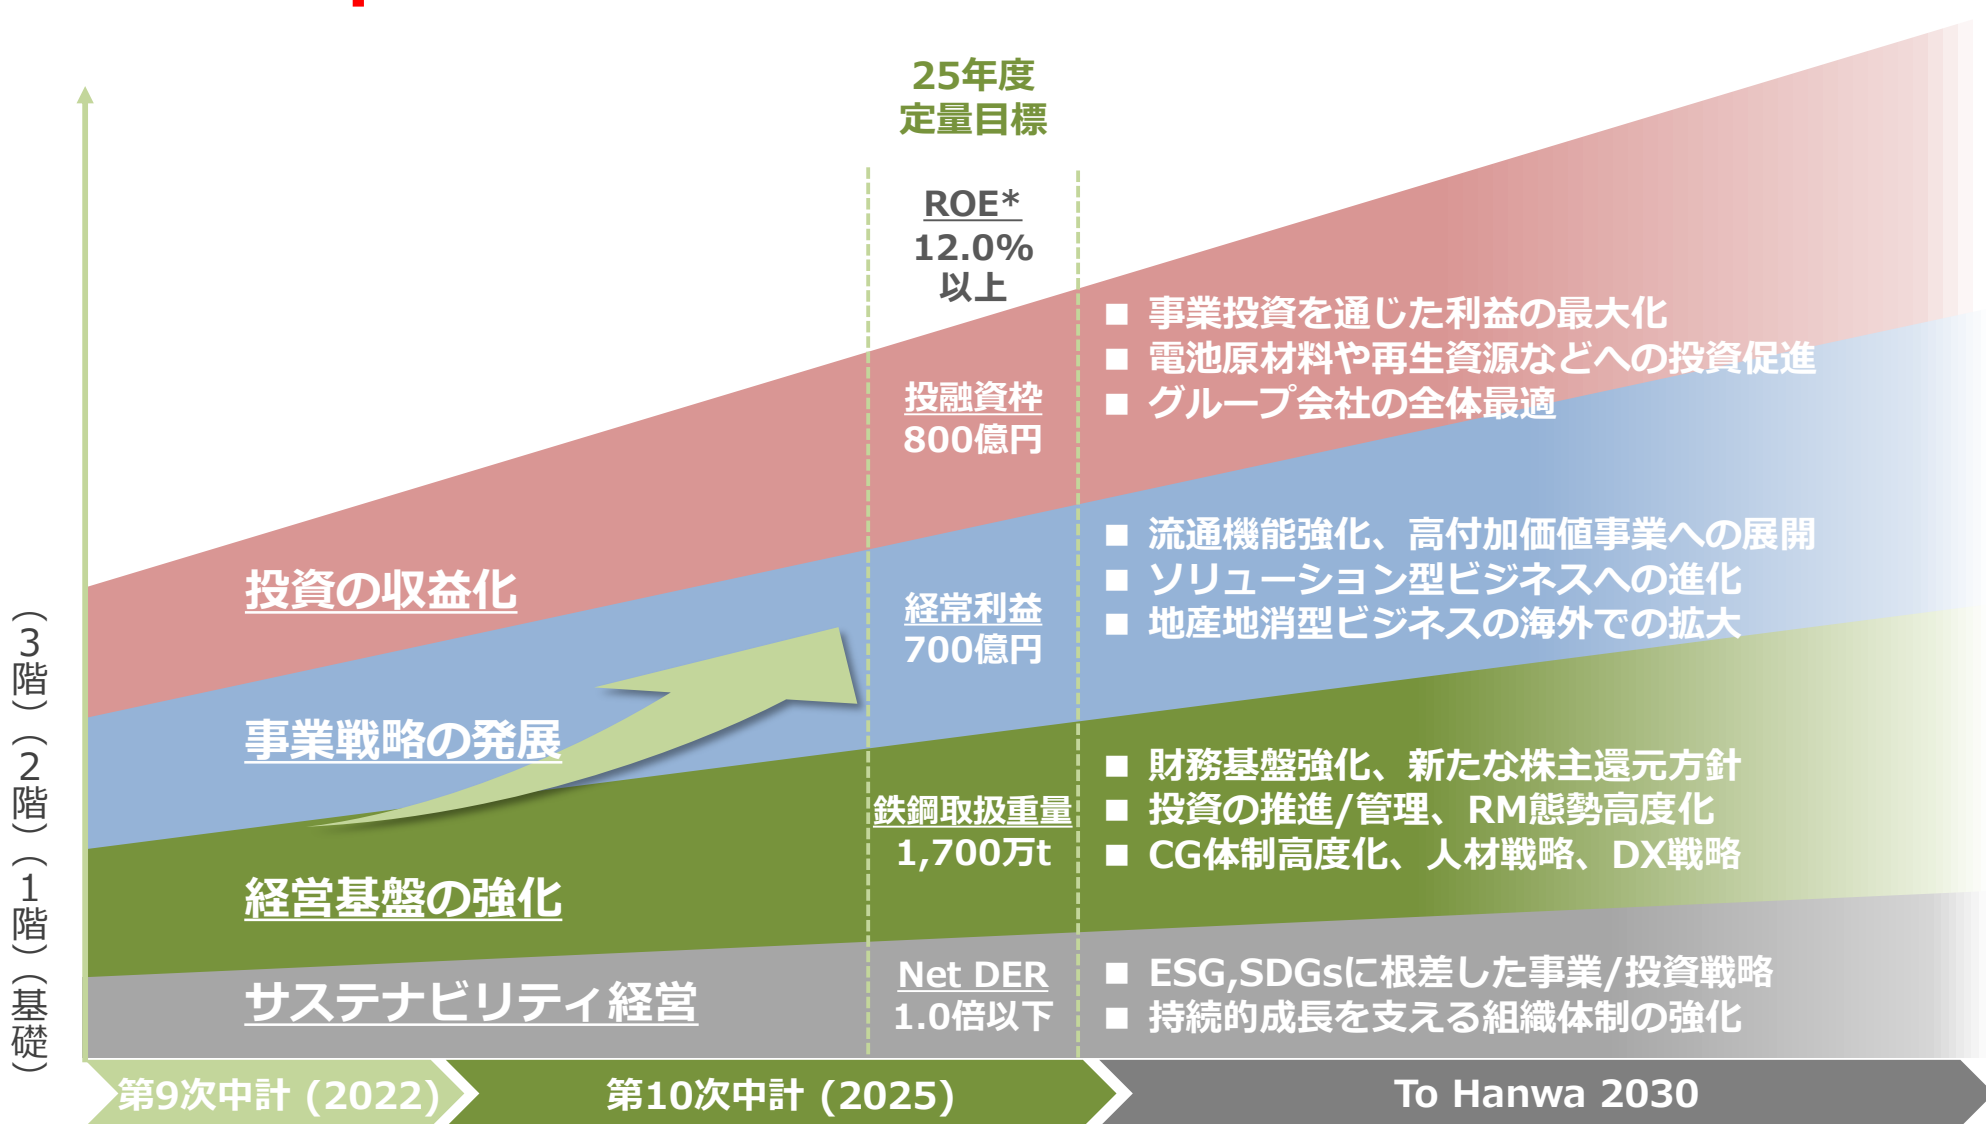 25年度
定量目標
ROE*
12.0%
以上
投融資枠
800億円
経常利益
700億円
鉄鋼取扱重量
1,700万t
Net DER
1.0倍以下
■ 事業投資を通じた利益の最大化
■ 電池原材料や再生資源などへの投資促進
■ グループ会社の全体最適
■ 流通機能強化、高付加価値事業への展開
■ ソリューション型ビジネスへの進化
■ 地産地消型ビジネスの海外での拡大
■ 財務基盤強化、新たな株主還元方針
■ 投資の推進/管理、RM態勢高度化
■ CG体制高度化、人材戦略、DX戦略
■ ESG,SDGsに根差した事業/投資戦略
■ 持続的成長を支える組織体制の強化
投資の収益化
事業戦略の発展
経営基盤の強化
サステナビリティ経営
（3階）
（2階）
（1階）
（基礎）
第9次中計 (2022)
第10次中計 (2025)
To Hanwa 2030